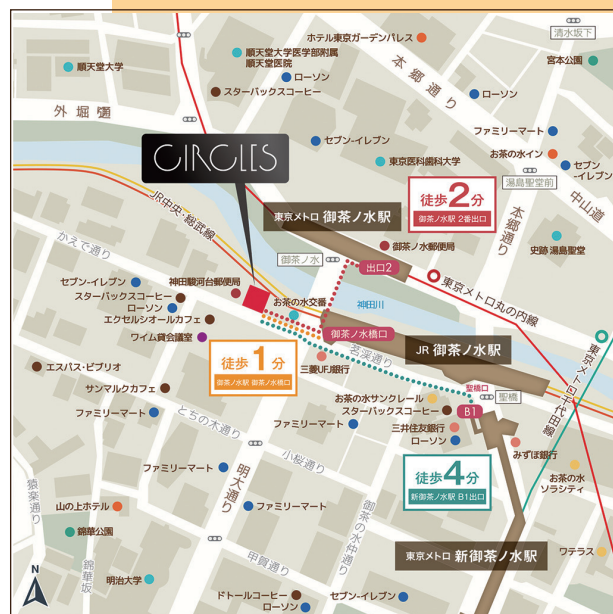 ホテル東京ガーデンパレス
清水坂下
宮本公園
順天堂大学
順天堂大学医学部附属
順天堂医院
ローソン
スターバックスコーヒー
本郷通り
ローソン
外堀通り
セブン-イレブン
ファミリーマート
お茶の水イン
セブン
-イレブン
東京医科歯科大学
湯島聖堂前
中山道
CIRCLES
JR中央・総武線
徒歩2分
御茶ノ水駅 2番出口
本郷通り
東京メトロ 御茶ノ水駅
史跡 湯島聖堂
御茶ノ水郵便局
かえで通り
御茶ノ水
出口2
東京メトロ丸の内線
セブン-イレブン
神田駿河台郵便局
スターバックスコーヒー
お茶の水交番
神田川
ローソン
エクセルシオールカフェ
御茶ノ水橋口
ワイム貸会議室
茗渓通り
JR 御茶ノ水駅
東京メトロ千代田線
徒歩1分
御茶ノ水駅 御茶ノ水橋口
三菱UFJ銀行
エスパス・ビブリオ
聖橋口
聖橋
サンマルクカフェ
お茶の水サンクレール
スターバックスコーヒー
B1
ファミリーマート
とちの木通り
ファミリーマート
三井住友銀行
ローソン
みずほ銀行
小桜通り
ファミリーマート
徒歩4分
新御茶ノ水駅 B1出口
お茶の水
ソラシティ
猿楽通り
明大通り
山の上ホテル
ファミリーマート
御茶の水仲通り
錦華公園
甲賀通り
東京メトロ 新御茶ノ水駅
ワテラス
錦華坂
N
明治大学
ドトールコーヒー
セブン-イレブン
ローソン